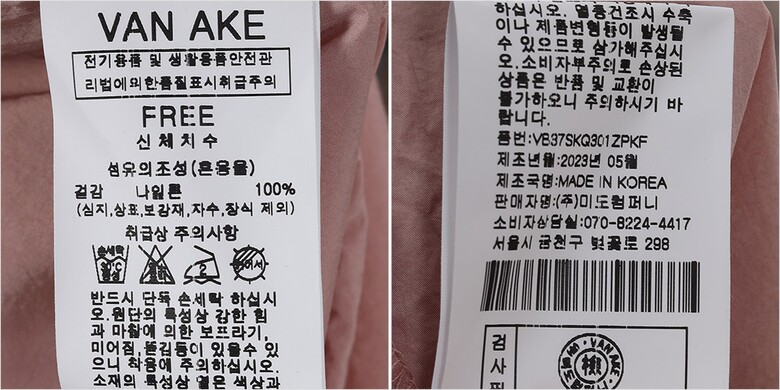 VAN AKE
전기용품 및 생활용품안전관
리법에의한품질표시취급주의
FREE
신체치수
섬유의조성(혼용율)
겉감 나일론 100%
(심지,상표,보강재,자수,장식 제외)
취급상 주의사항
손세탁
반드시 단독 손세탁 하십시
오.원단의 특성상 강한 힘
과 마찰에 의한 보프라기,
미어짐,뜯김등이 있을수 있
으니 착용에 주의하십시오.
소재의 특성상 옅은 색상과
하십시오. 열풍건조시 수축
이나 제품변형등이 발생될
수 있으므로 삼가해주십시
오.소비자부주의로 손상된
상품은 반품 및 교환이
불가하오니 주의하시기 바
랍니다.
품번:VB37SKQ301ZPKF
제조년월:2023년 05월
제조국명:MADE IN KOREA
판매자명:(주)미도컴퍼니
소비자상담실:070-8224-4417
서울시 금천구 벚꽃로 298
검사필
VAN AKE
檢